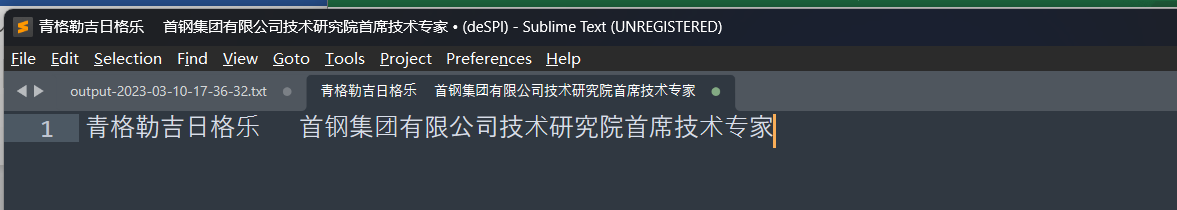 青格勒吉日格乐　首钢集团有限公司技术研究院首席技术专家 • (deSPI) - Sublime Text (UNREGISTERED)
File Edit Selection Find View Goto Tools Project Preferences Help
output-2023-03-10-17-36-32.txt 青格勒吉日格乐　首钢集团有限公司技术研究院首席技术专家
1 青格勒吉日格乐　首钢集团有限公司技术研究院首席技术专家